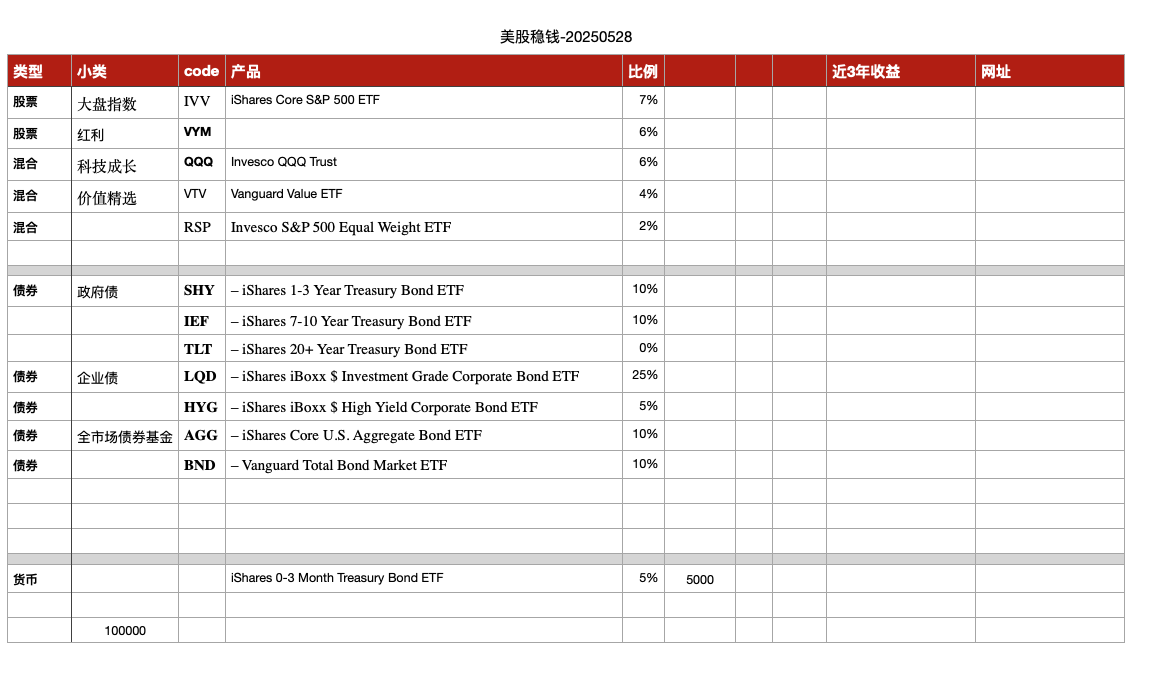 美股稳钱-20250528
类型 小类 code 产品 比例 近3年收益 网址
股票 大盘指数 IVV iShares Core S&P 500 ETF 7%
股票 红利 VYM 6%
混合 科技成长 QQQ Invesco QQQ Trust 6%
混合 价值精选 VTV Vanguard Value ETF 4%
混合 RSP Invesco S&P 500 Equal Weight ETF 2%
债券 政府债 SHY – iShares 1-3 Year Treasury Bond ETF 10%
IEF – iShares 7-10 Year Treasury Bond ETF 10%
TLT – iShares 20+ Year Treasury Bond ETF 0%
债券 企业债 LQD – iShares iBoxx $ Investment Grade Corporate Bond ETF 25%
债券 HYG – iShares iBoxx $ High Yield Corporate Bond ETF 5%
债券 全市场债券基金 AGG – iShares Core U.S. Aggregate Bond ETF 10%
债券 BND – Vanguard Total Bond Market ETF 10%
货币 iShares 0-3 Month Treasury Bond ETF 5% 5000
100000